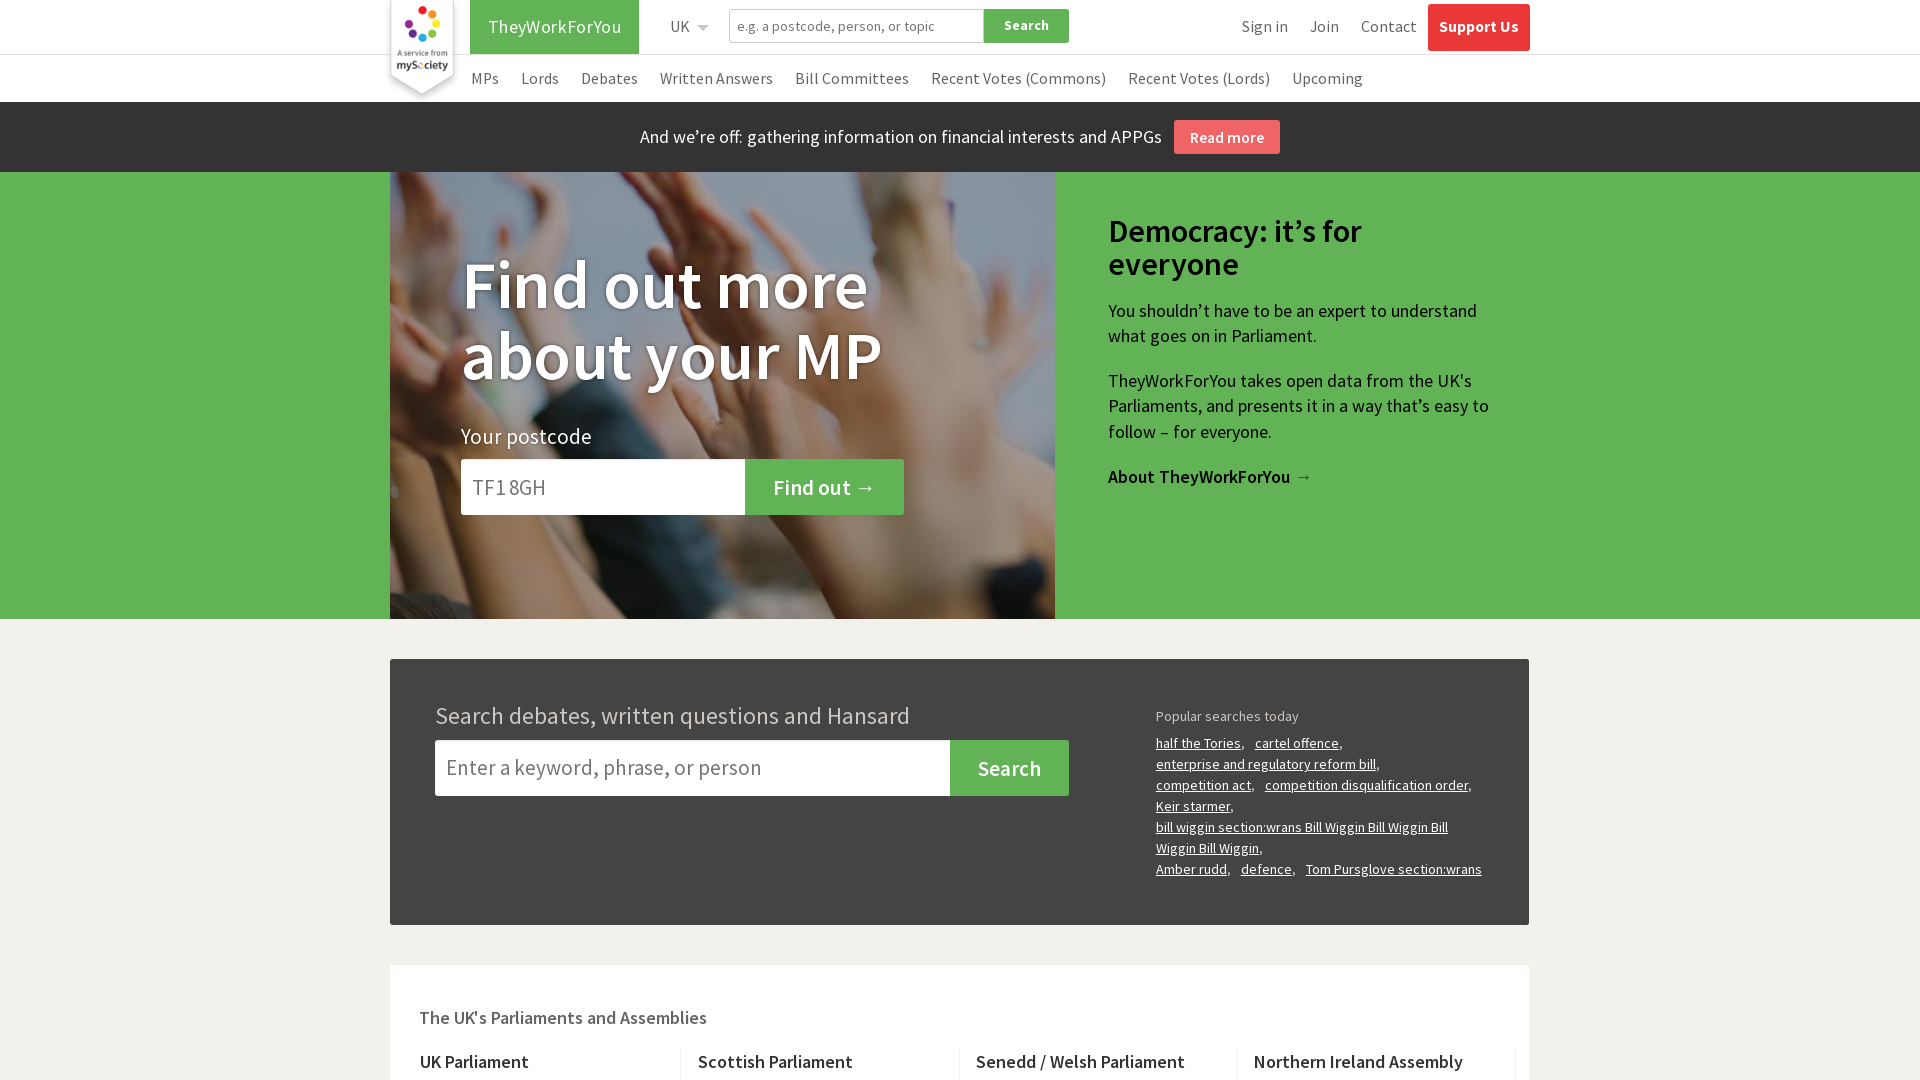 A service from
mySociety
TheyWorkForYou
UK
e.g. a postcode, person, or topic
Search
Sign in
Join
Contact
Support Us
MPs
Lords
Debates
Written Answers
Bill Committees
Recent Votes (Commons)
Recent Votes (Lords)
Upcoming
And we’re off: gathering information on financial interests and APPGs
Read more
Find out more
about your MP
Your postcode
TF1 8GH
Find out →
Democracy: it’s for
everyone
You shouldn’t have to be an expert to understand
what goes on in Parliament.
TheyWorkForYou takes open data from the UK's
Parliaments, and presents it in a way that’s easy to
follow – for everyone.
About TheyWorkForYou →
Search debates, written questions and Hansard
Enter a keyword, phrase, or person
Search
Popular searches today
half the Tories, cartel offence,
enterprise and regulatory reform bill,
competition act, competition disqualification order,
Keir starmer,
bill wiggin section:wrans Bill Wiggin Bill Wiggin Bill
Wiggin Bill Wiggin,
Amber rudd, defence, Tom Pursglove section:wrans
The UK's Parliaments and Assemblies
UK Parliament
Scottish Parliament
Senedd / Welsh Parliament
Northern Ireland Assembly